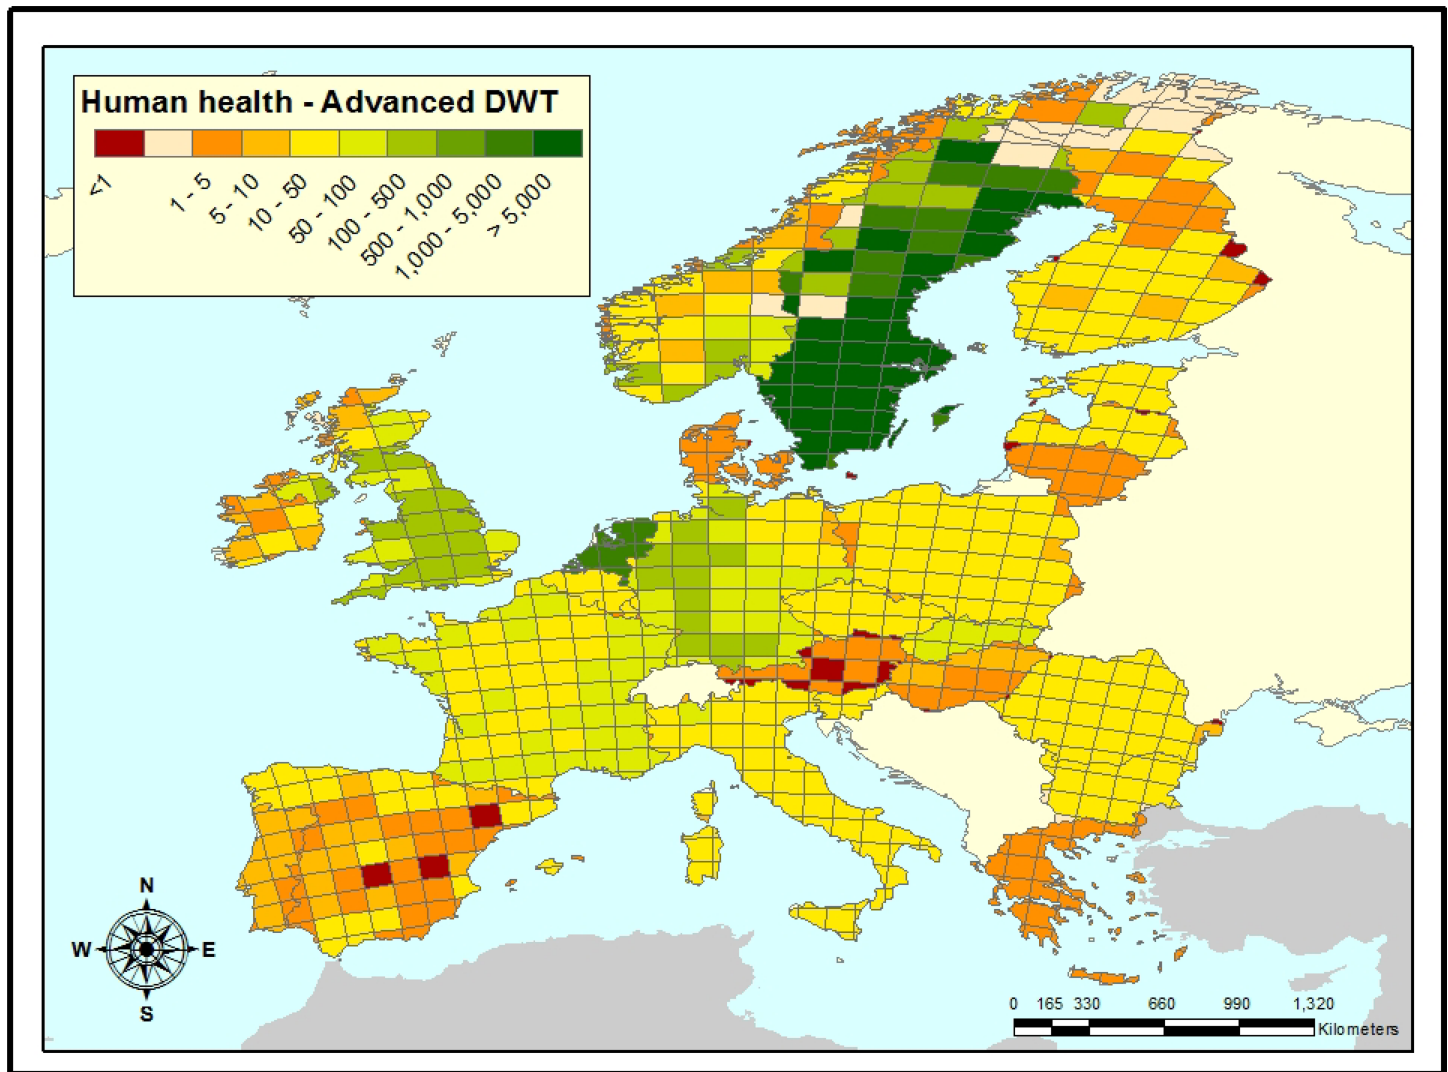 Human health - Advanced DWT
<1
1 - 5
5 - 10
10 - 50
50 - 100
100 - 500
500 - 1,000
1,000 - 5,000
> 5,000
N
W
E
S
0 165 330 660 990 1,320
Kilometers